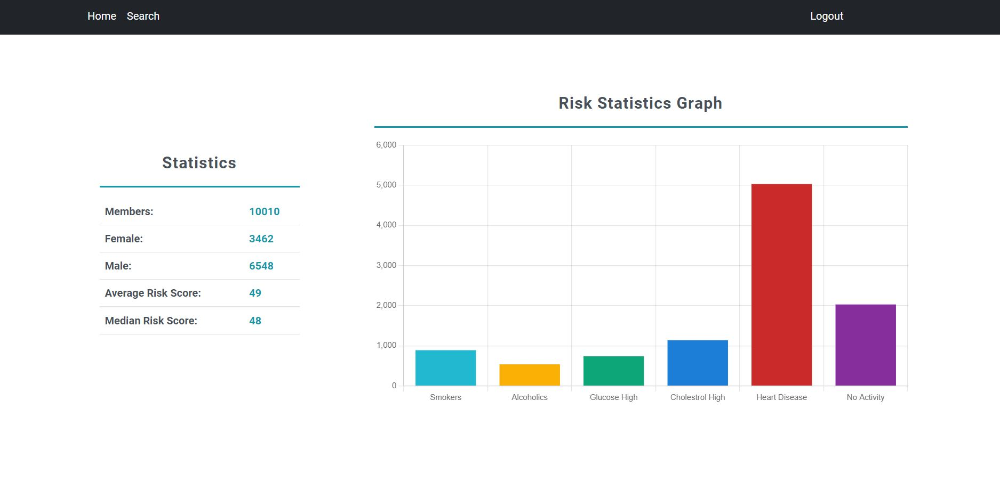 Home Search Logout
Statistics
Members: 10010
Female: 3462
Male: 6548
Average Risk Score: 49
Median Risk Score: 48
Risk Statistics Graph
6,000
5,000
4,000
3,000
2,000
1,000
0
Smokers Alcoholics Glucose High Cholestrol High Heart Disease No Activity